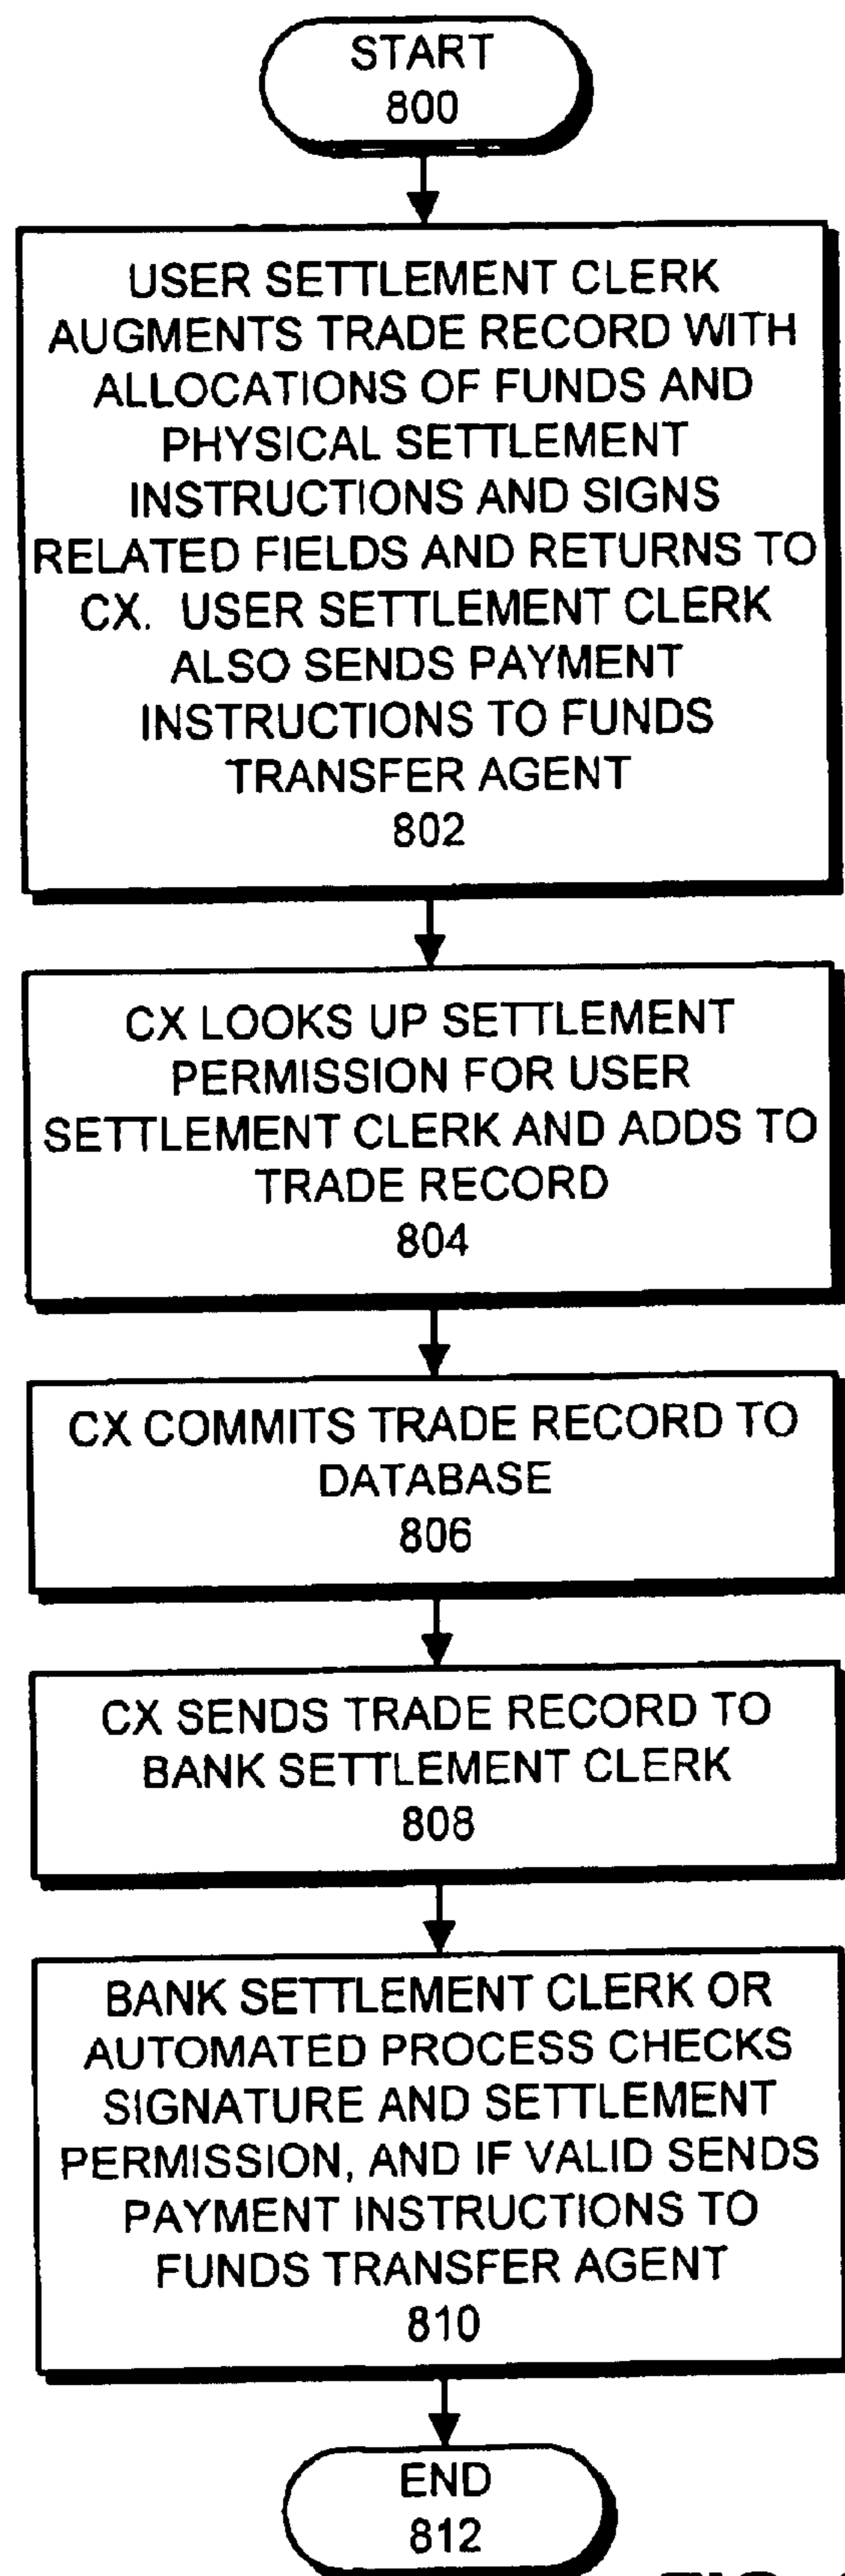 START
800
USER SETTLEMENT CLERK
AUGMENTS TRADE RECORD WITH
ALLOCATIONS OF FUNDS AND
PHYSICAL SETTLEMENT
INSTRUCTIONS AND SIGNS
RELATED FIELDS AND RETURNS TO
CX. USER SETTLEMENT CLERK
ALSO SENDS PAYMENT
INSTRUCTIONS TO FUNDS
TRANSFER AGENT
802
CX LOOKS UP SETTLEMENT
PERMISSION FOR USER
SETTLEMENT CLERK AND ADDS TO
TRADE RECORD
804
CX COMMITS TRADE RECORD TO
DATABASE
806
CX SENDS TRADE RECORD TO
BANK SETTLEMENT CLERK
808
BANK SETTLEMENT CLERK OR
AUTOMATED PROCESS CHECKS
SIGNATURE AND SETTLEMENT
PERMISSION, AND IF VALID SENDS
PAYMENT INSTRUCTIONS TO
FUNDS TRANSFER AGENT
810
END
812